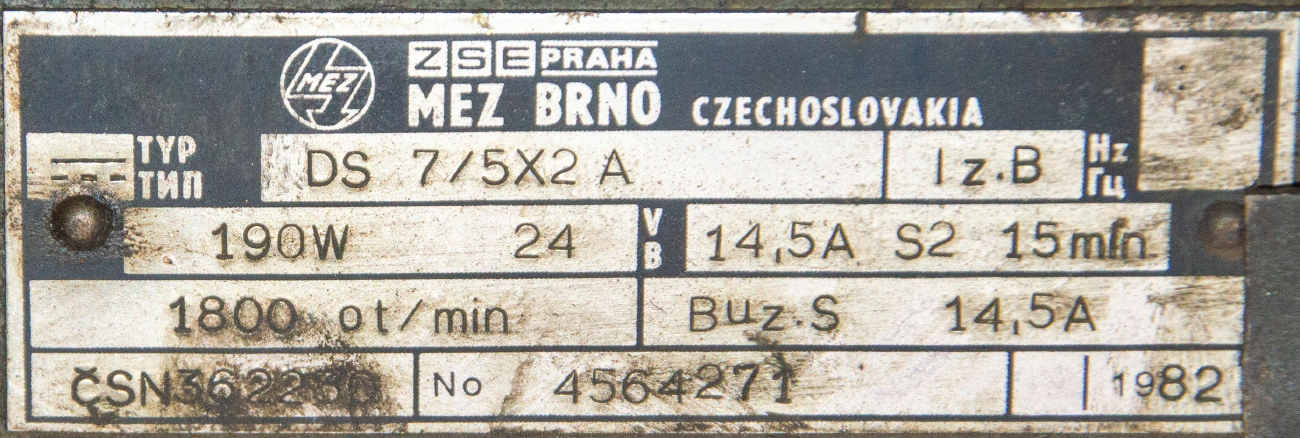 MEZ ZSE PRAHA
MEZ BRNO CZECHOSLOVAKIA
TYP DS 7/5X2 A Iz.B Hz
ТИП Гц
190W 24 V 14,5A S2 15min
В
1800 ot/min Buz.S 14,5A
No 4564271 1982